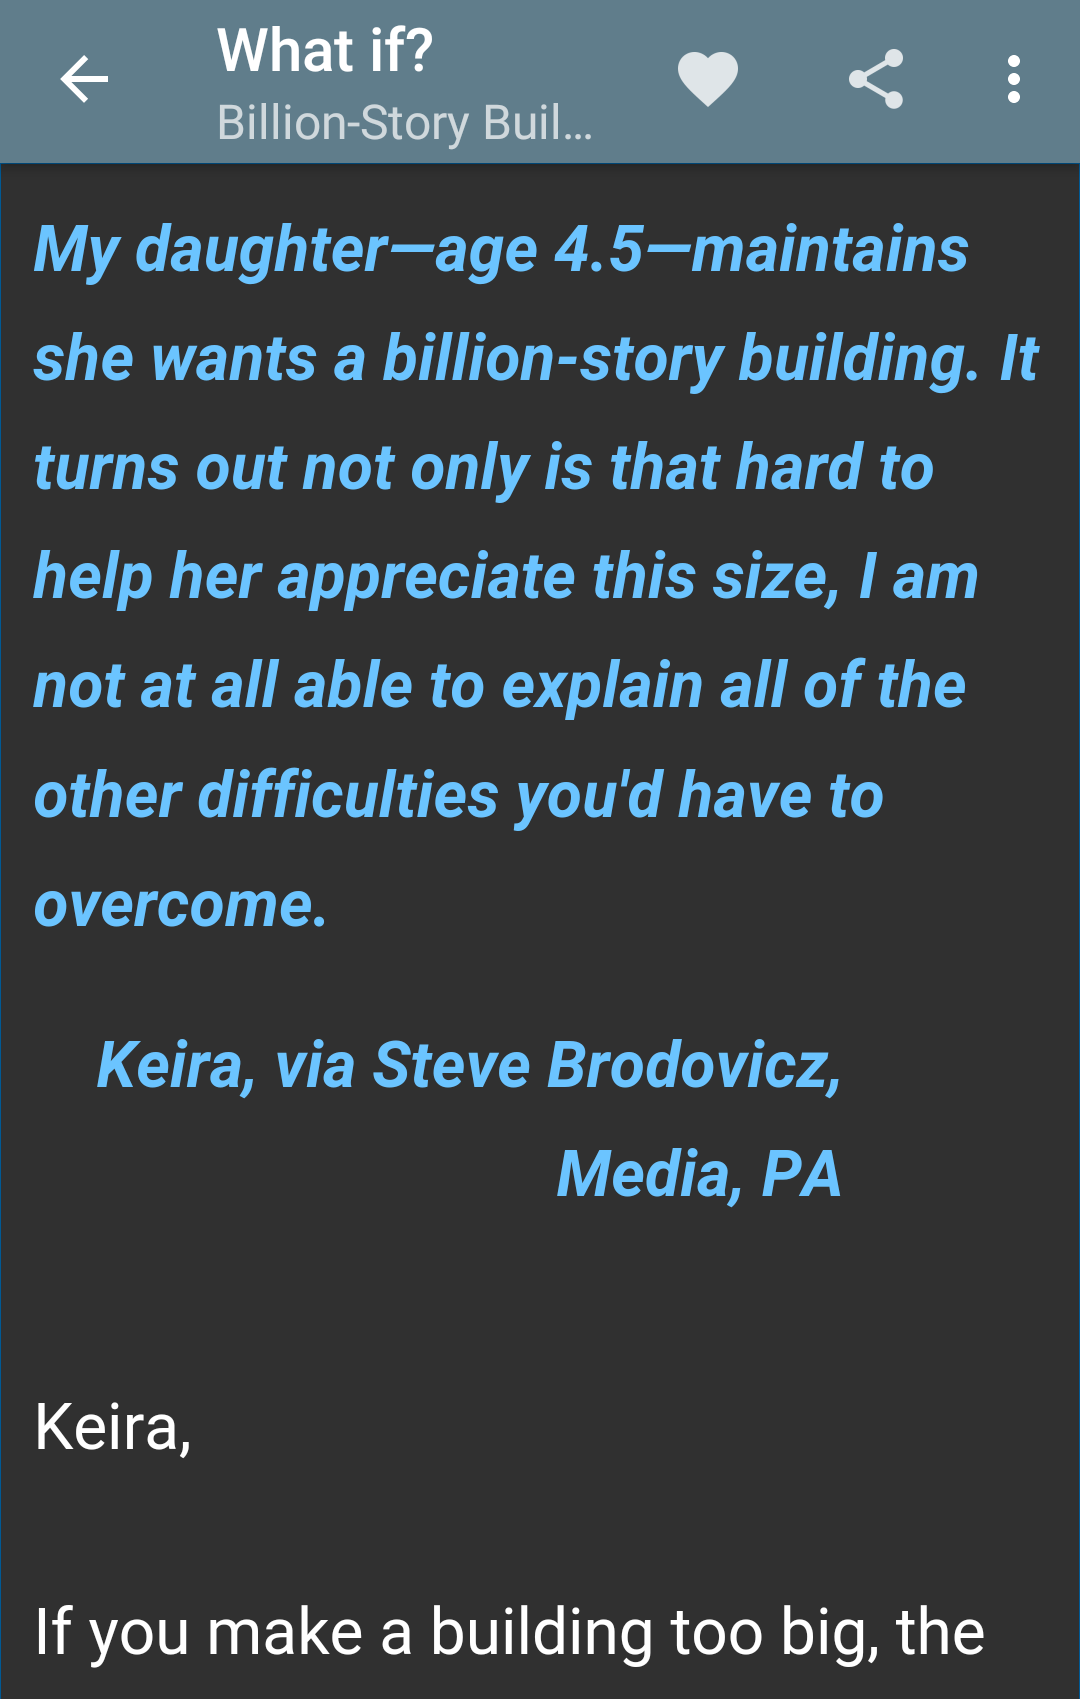 What if?
Billion-Story Buil...
My daughter—age 4.5—maintains
she wants a billion-story building. It
turns out not only is that hard to
help her appreciate this size, I am
not at all able to explain all of the
other difficulties you'd have to
overcome.
Keira, via Steve Brodovicz,
Media, PA
Keira,
If you make a building too big, the